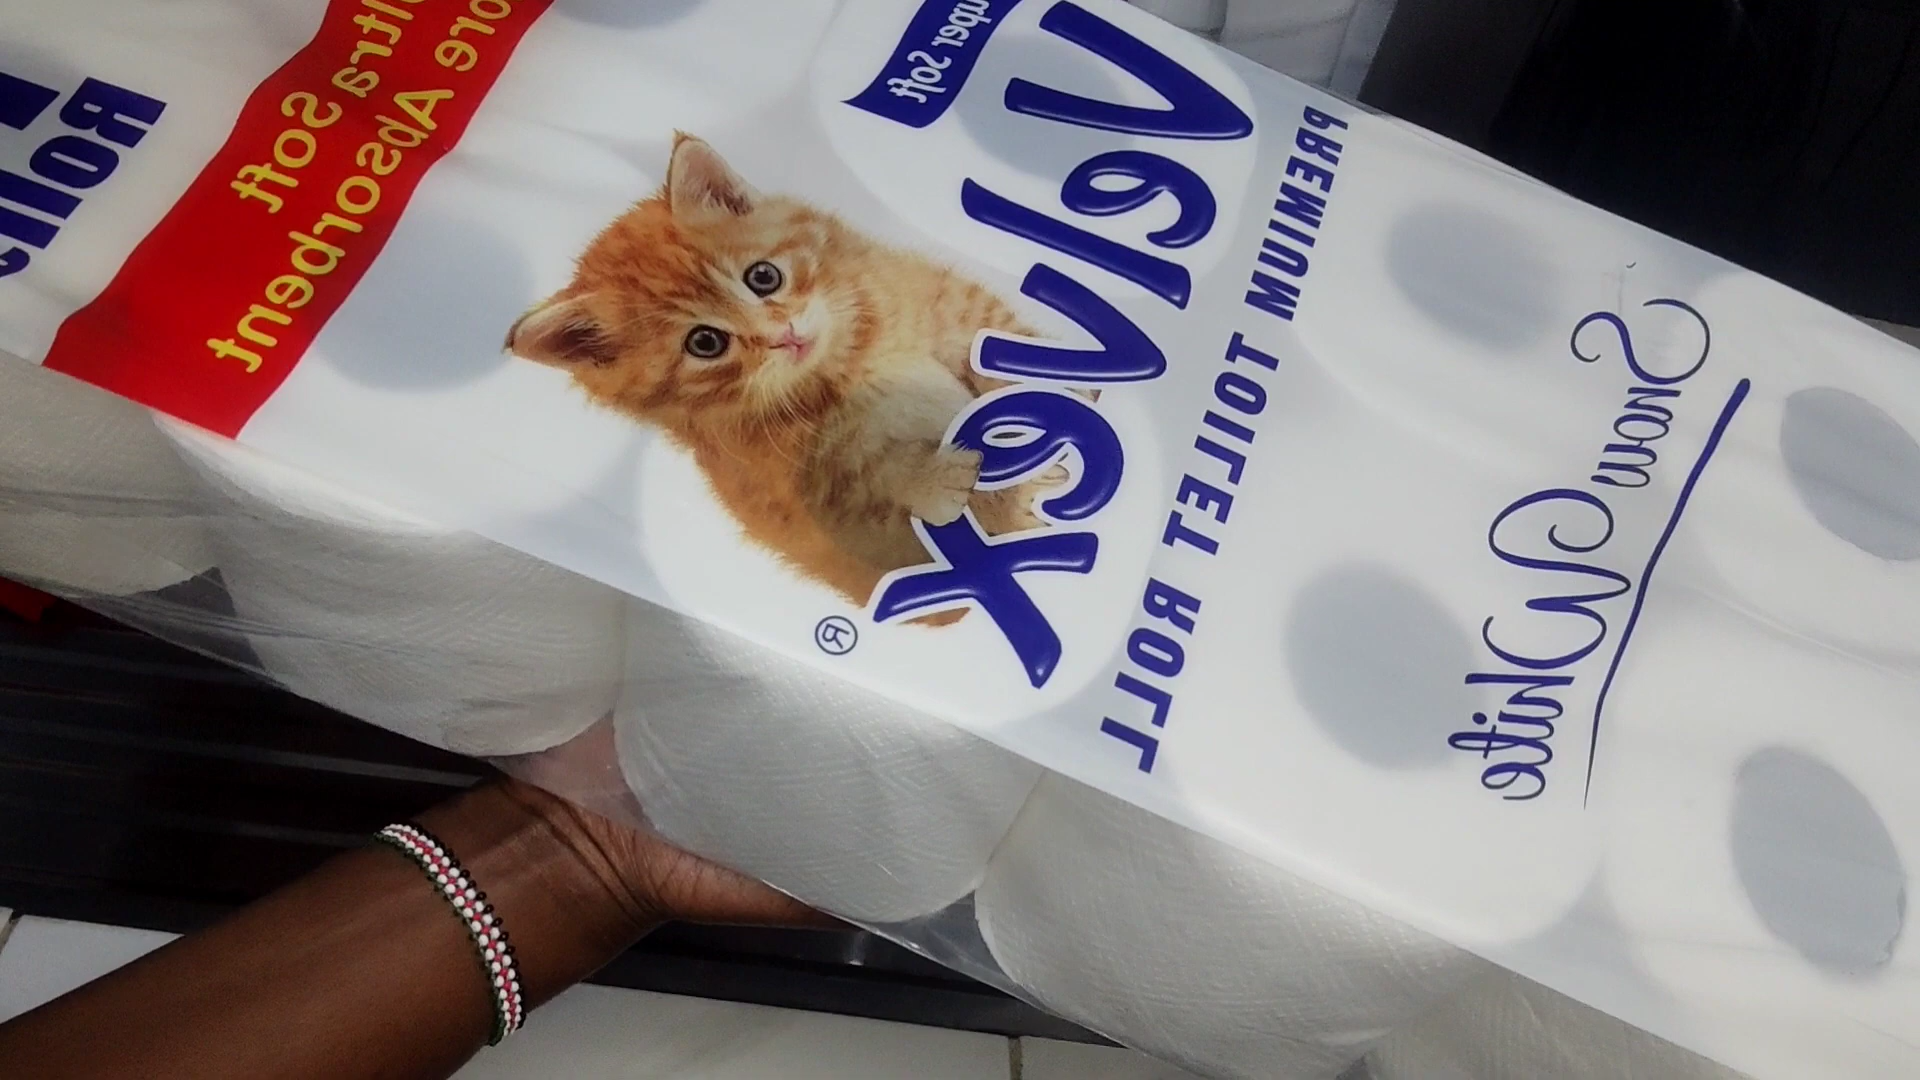 Super Soft
Velvex
®
PREMIUM TOILET ROLL
Snow White
Ultra Soft
More Absorbent
Rolls